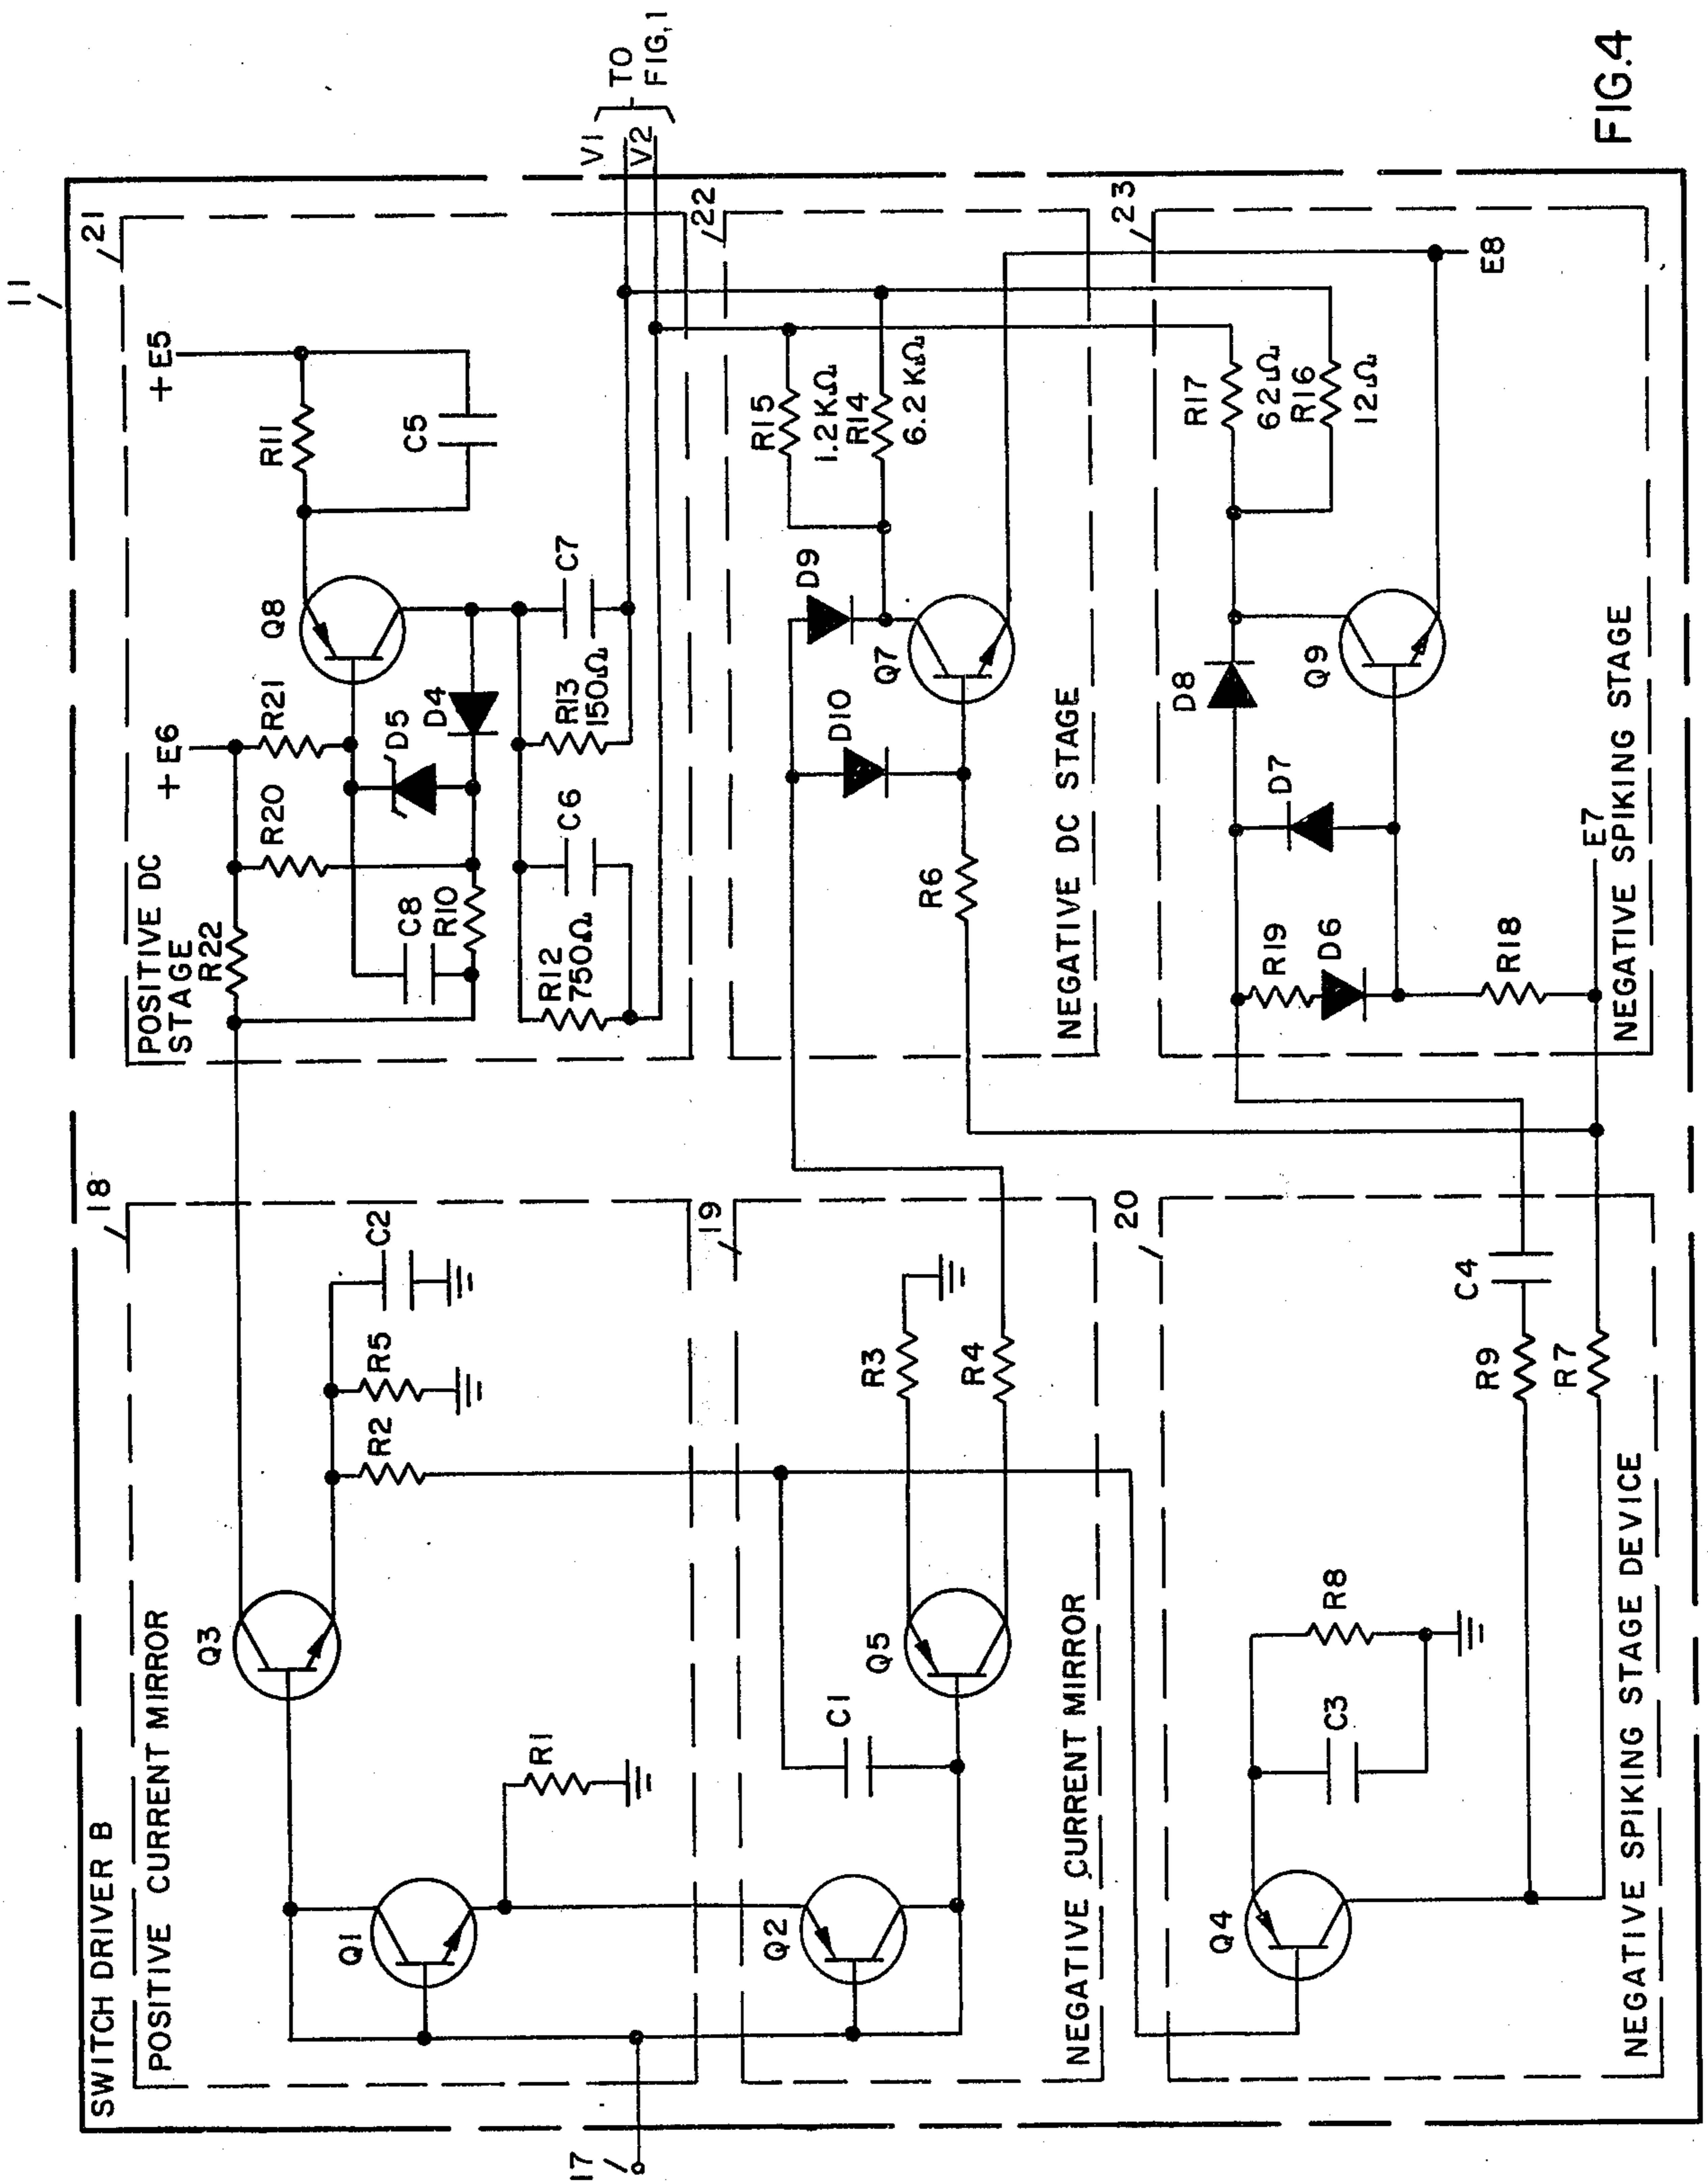 11
SWITCH DRIVER B
17
18
POSITIVE CURRENT MIRROR
Q3
Q1
R1
R2
R5
C2
19
NEGATIVE CURRENT MIRROR
Q2
C1
Q5
R3
R4
20
NEGATIVE SPIKING STAGE DEVICE
Q4
C3
R8
R9
C4
R7
21
POSITIVE DC
STAGE
R22
+E6
+E5
R20
R21
C8
R10
D5
D4
Q8
R11
C5
R12
750Ω
C6
R13
150Ω
C7
V1
V2
TO
FIG,1
22
NEGATIVE DC STAGE
R6
D10
D9
Q7
R15
1.2KΩ
R14
6.2KΩ
23
NEGATIVE SPIKING STAGE
R19
D6
D7
D8
Q9
R18
E7
R17
62Ω
R16
12Ω
E8
FIG.4